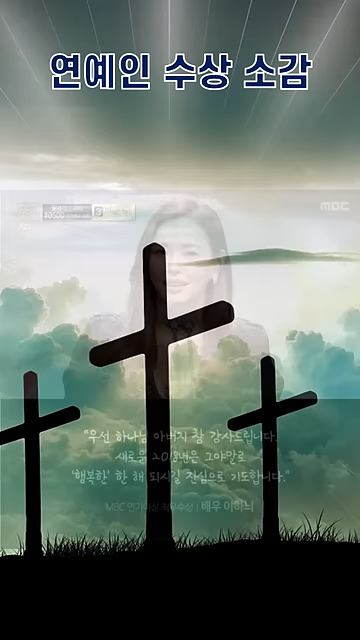 연예인 수상 소감
mbc
#0500
"우선 하나님 아버지 참 감사드립니다.
새로운 2018년은 그야말로
'행복한' 한 해 되시길 진심으로 기도합니다."
MBC 연기대상 최우수상 | 배우 이하늬